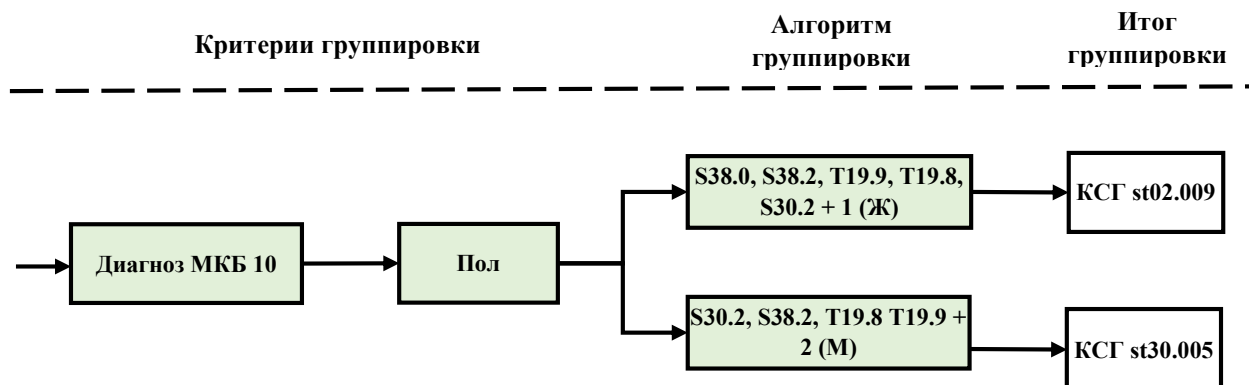 Критерии группировки
Алгоритм
группировки
Итог
группировки
S38.0, S38.2, T19.9, T19.8,
S30.2 + 1 (Ж)
КСГ st02.009
Диагноз МКБ 10
Пол
S30.2, S38.2, T19.8 T19.9 +
2 (М)
КСГ st30.005